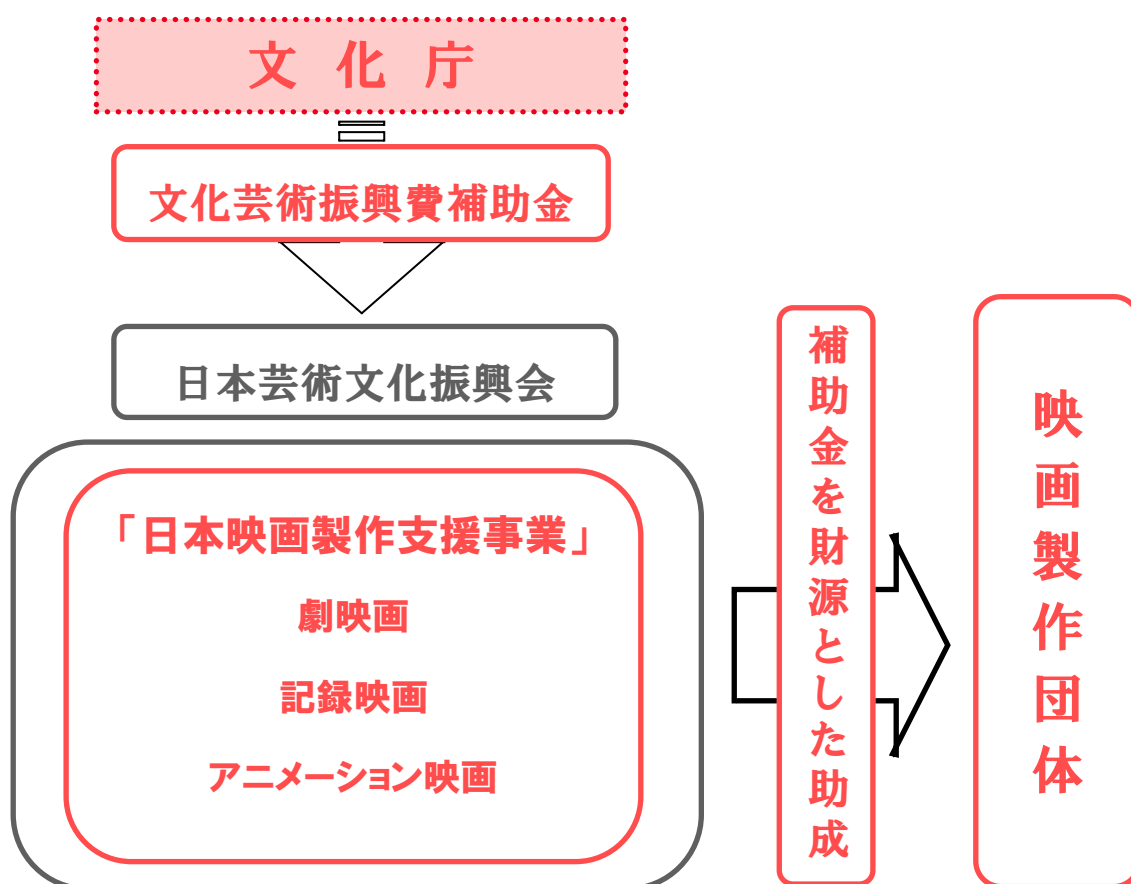 文化庁
文化芸術振興費補助金
日本芸術文化振興会
「日本映画製作支援事業」
劇映画
記録映画
アニメーション映画
補助金を財源とした助成
映画製作団体